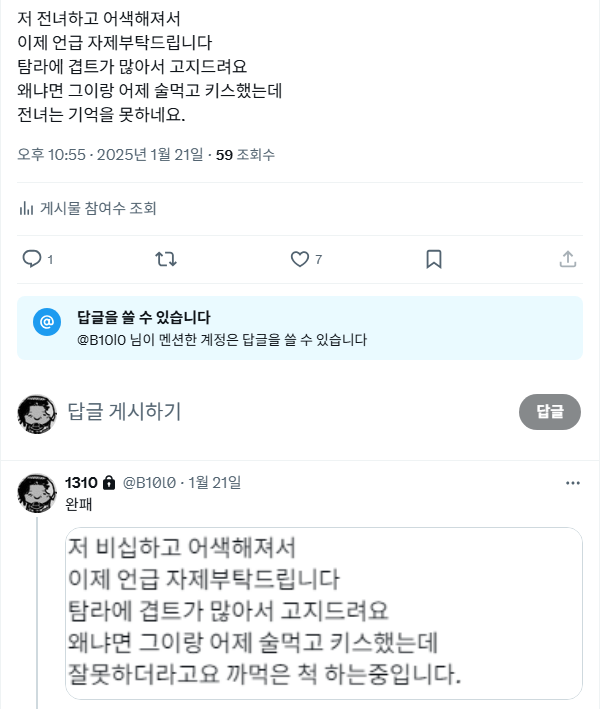 저 전녀하고 어색해져서
이제 언급 자제부탁드립니다
탐라에 겹트가 많아서 고지드려요
왜냐면 그이랑 어제 술먹고 키스했는데
전녀는 기억을 못하네요.
오후 10:55 · 2025년 1월 21일 · 59 조회수
게시물 참여수 조회
1 7
@ 답글을 쓸 수 있습니다
@B10l0 님이 멘션한 계정은 답글을 쓸 수 있습니다
답글 게시하기 답글
1310 @B10l0 · 1월 21일
완패
저 비십하고 어색해져서
이제 언급 자제부탁드립니다
탐라에 겹트가 많아서 고지드려요
왜냐면 그이랑 어제 술먹고 키스했는데
잘못하더라고요 까먹은 척 하는중입니다.